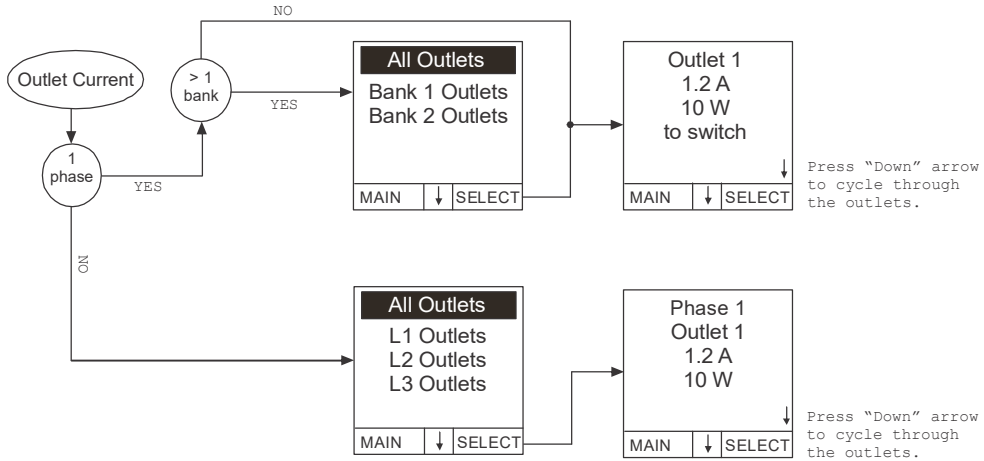 NO
Outlet Current
> 1
bank
YES
1
phase
YES
NO
All Outlets
Bank 1 Outlets
Bank 2 Outlets
MAIN ↓ SELECT
Outlet 1
1.2 A
10 W
to switch
↓
MAIN ↓ SELECT
Press “Down” arrow
to cycle through
the outlets.
All Outlets
L1 Outlets
L2 Outlets
L3 Outlets
MAIN ↓ SELECT
Phase 1
Outlet 1
1.2 A
10 W
↓
MAIN ↓ SELECT
Press “Down” arrow
to cycle through
the outlets.